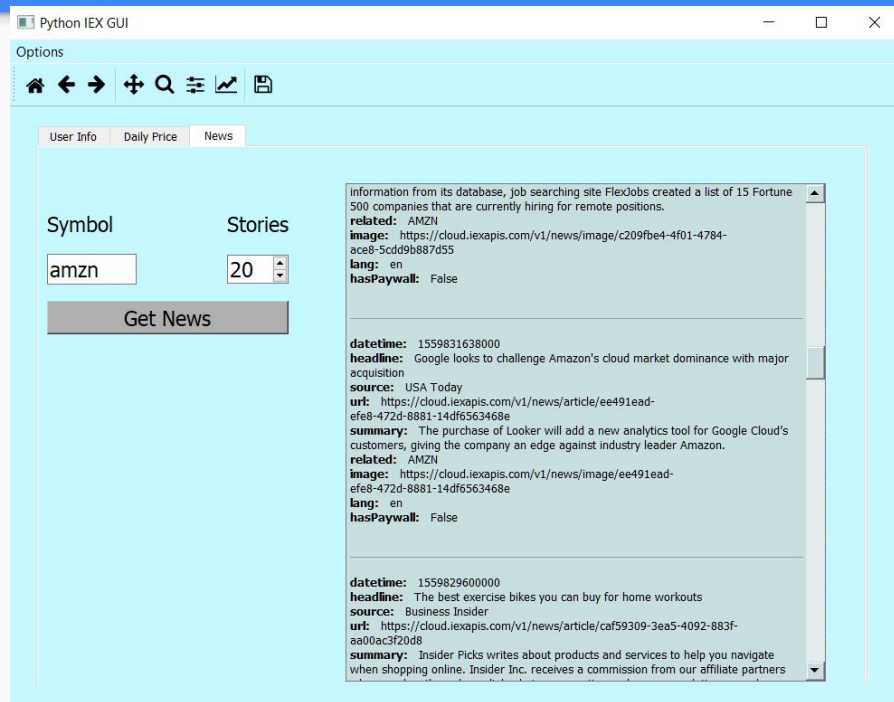 Python IEX GUI
Options
User Info Daily Price News
Symbol Stories
amzn 20
Get News
information from its database, job searching site FlexJobs created a list of 15 Fortune
500 companies that are currently hiring for remote positions.
related: AMZN
image: https://cloud.iexapis.com/v1/news/image/c209fbe4-4f01-4784-
ace8-5cdd9b887d55
lang: en
hasPaywall: False
datetime: 1559831638000
headline: Google looks to challenge Amazon's cloud market dominance with major
acquisition
source: USA Today
url: https://cloud.iexapis.com/v1/news/article/ee491ead-
efe8-472d-8881-14df6563468e
summary: The purchase of Looker will add a new analytics tool for Google Cloud's
customers, giving the company an edge against industry leader Amazon.
related: AMZN
image: https://cloud.iexapis.com/v1/news/image/ee491ead-
efe8-472d-8881-14df6563468e
lang: en
hasPaywall: False
datetime: 1559829600000
headline: The best exercise bikes you can buy for home workouts
source: Business Insider
url: https://cloud.iexapis.com/v1/news/article/caf59309-3ea5-4092-883f-
aa00ac3f20d8
summary: Insider Picks writes about products and services to help you navigate
when shopping online. Insider Inc. receives a commission from our affiliate partners